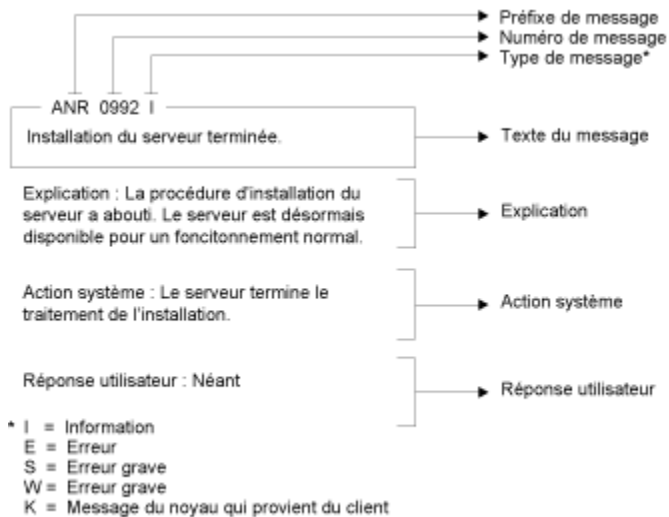 Préfixe de message
Numéro de message
Type de message*
ANR 0992 I
Installation du serveur terminée.
Texte du message
Explication : La procédure d'installation du
serveur a abouti. Le serveur est désormais
disponible pour un foncitonnement normal.
Explication
Action système : Le serveur termine le
traitement de l'installation.
Action système
Réponse utilisateur : Néant
Réponse utilisateur
* I = Information
E = Erreur
S = Erreur grave
W = Erreur grave
K = Message du noyau qui provient du client